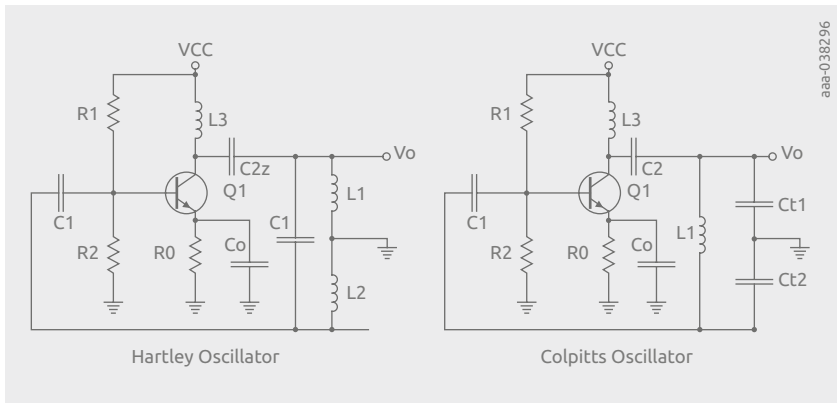 aaa-038296
VCC
R1
L3
C2z
Vo
Q1
L1
C1
C1
R2
R0
Co
L2
Hartley Oscillator
VCC
R1
L3
C2
Vo
Q1
Ct1
C1
L1
R2
R0
Co
Ct2
Colpitts Oscillator